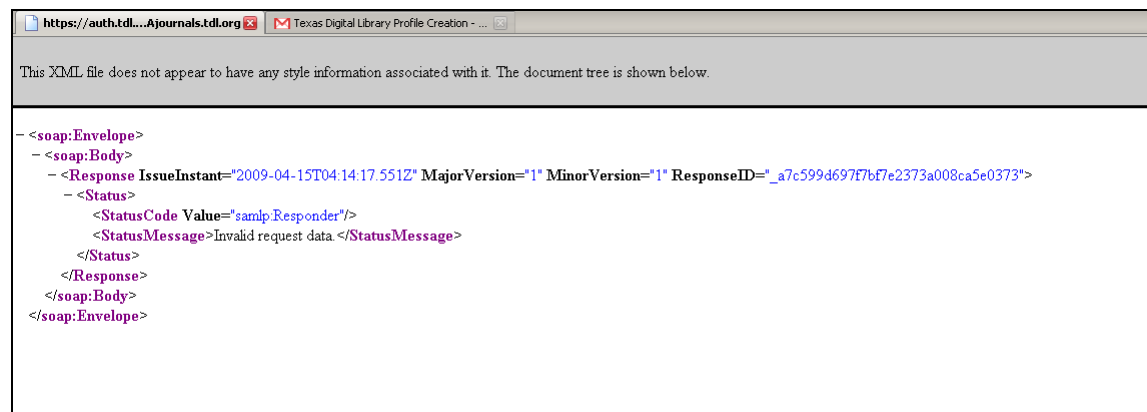 https://auth.tdl....Ajournals.tdl.org Texas Digital Library Profile Creation - ...
This XML file does not appear to have any style information associated with it. The document tree is shown below.
− <soap:Envelope>
− <soap:Body>
− <Response IssueInstant="2009-04-15T04:14:17.551Z" MajorVersion="1" MinorVersion="1" ResponseID="_a7c599d697f7bf7e2373a008ca5e0373">
− <Status>
<StatusCode Value="samlp:Responder"/>
<StatusMessage>Invalid request data.</StatusMessage>
</Status>
</Response>
</soap:Body>
</soap:Envelope>